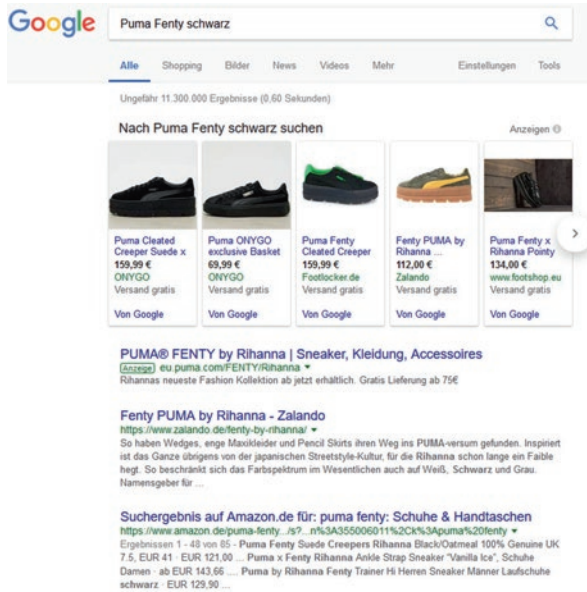 Google
Puma Fenty schwarz
Alle Shopping Bilder News Videos Mehr Einstellungen Tools
Ungefähr 11.300.000 Ergebnisse (0,60 Sekunden)
Nach Puma Fenty schwarz suchen Anzeigen
Puma Cleated
Creeper Suede x
159,99 €
ONYGO
Versand gratis
Von Google
Puma ONYGO
exclusive Basket
69,99 €
ONYGO
Versand gratis
Von Google
Puma Fenty
Cleated Creeper
159,99 €
Footlocker.de
Versand gratis
Von Google
Fenty PUMA by
Rihanna ...
112,00 €
Zalando
Versand gratis
Von Google
Puma Fenty x
Rihanna Pointy
134,00 €
www.footshop.eu
Versand gratis
Von Google
PUMA® FENTY by Rihanna | Sneaker, Kleidung, Accessoires
Anzeige eu.puma.com/FENTY/Rihanna
Rihannas neueste Fashion Kollektion ab jetzt erhältlich. Gratis Lieferung ab 75€
Fenty PUMA by Rihanna - Zalando
https://www.zalando.de/fenty-by-rihanna/
So haben Wedges, enge Maxikleider und Pencil Skirts ihren Weg ins PUMA-versum gefunden. Inspiriert
ist das Ganze übrigens von der japanischen Streetstyle-Kultur, für die Rihanna schon lange ein Faible
hegt. So beschränkt sich das Farbspektrum im Wesentlichen auch auf Weiß, Schwarz und Grau.
Namensgeber für ...
Suchergebnis auf Amazon.de für: puma fenty: Schuhe & Handtaschen
https://www.amazon.de/puma-fenty.../s?...n%3A355006011%2Ck%3Apuma%20fenty
Ergebnissen 1 - 48 von 85 - Puma Fenty Suede Creepers Rihanna Black/Oatmeal 100% Genuine UK
7.5, EUR 41 · EUR 121,00 ... Puma x Fenty Rihanna Ankle Strap Sneaker "Vanilla Ice", Schuhe
Damen · ab EUR 143,66 .... Puma by Rihanna Fenty Trainer Hi Herren Sneaker Männer Laufschuhe
schwarz · EUR 129,90 ....